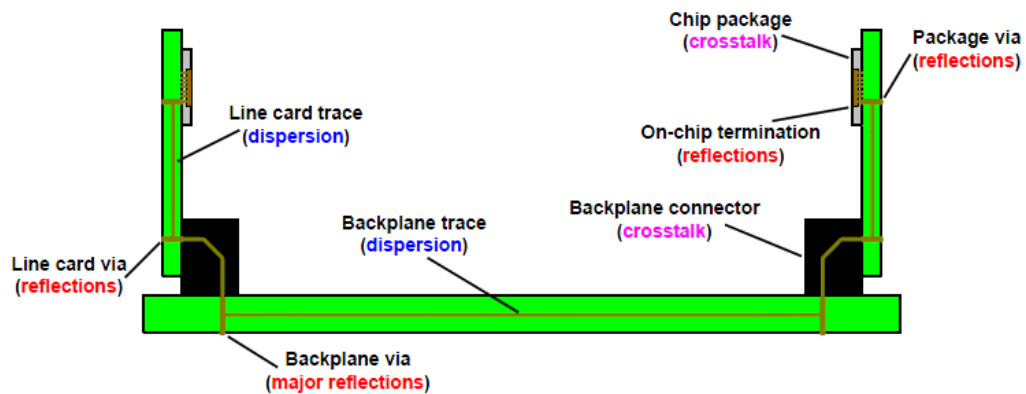 Chip package
(crosstalk)
Package via
(reflections)
Line card trace
(dispersion)
On-chip termination
(reflections)
Backplane trace
(dispersion)
Backplane connector
(crosstalk)
Line card via
(reflections)
Backplane via
(major reflections)